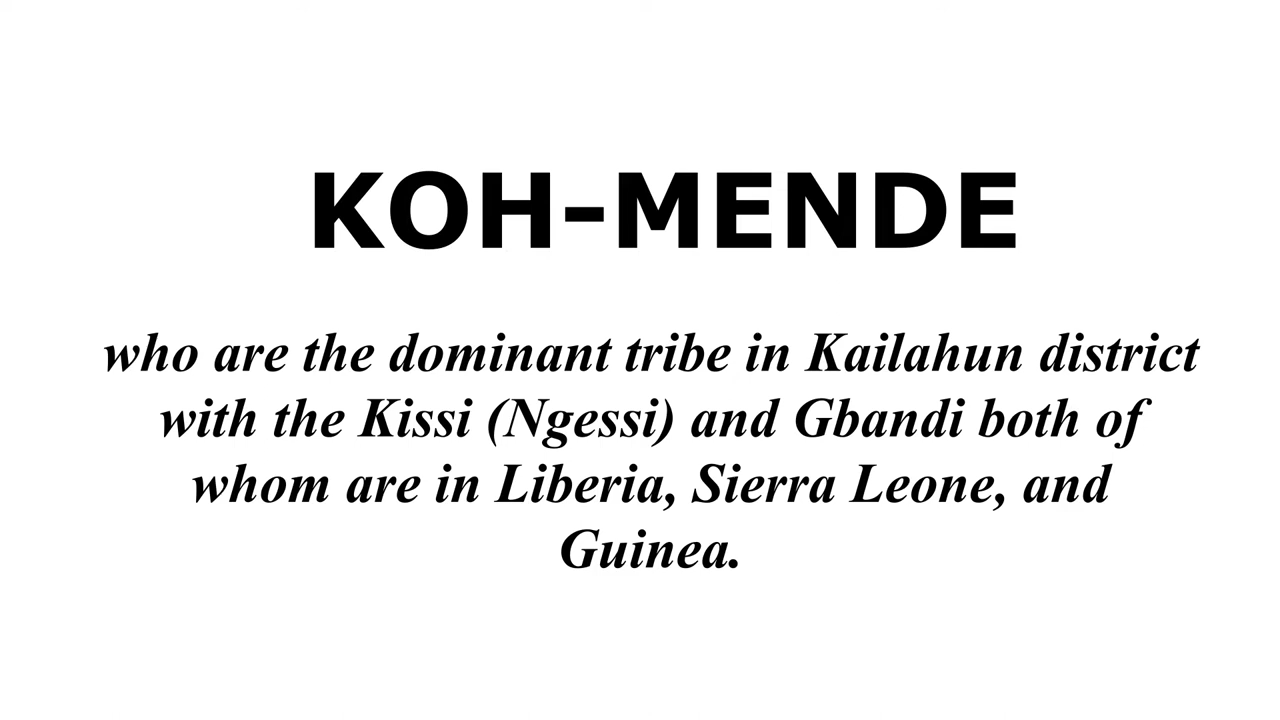 KOH-MENDE
who are the dominant tribe in Kailahun district
with the Kissi (Ngessi) and Gbandi both of
whom are in Liberia, Sierra Leone, and
Guinea.